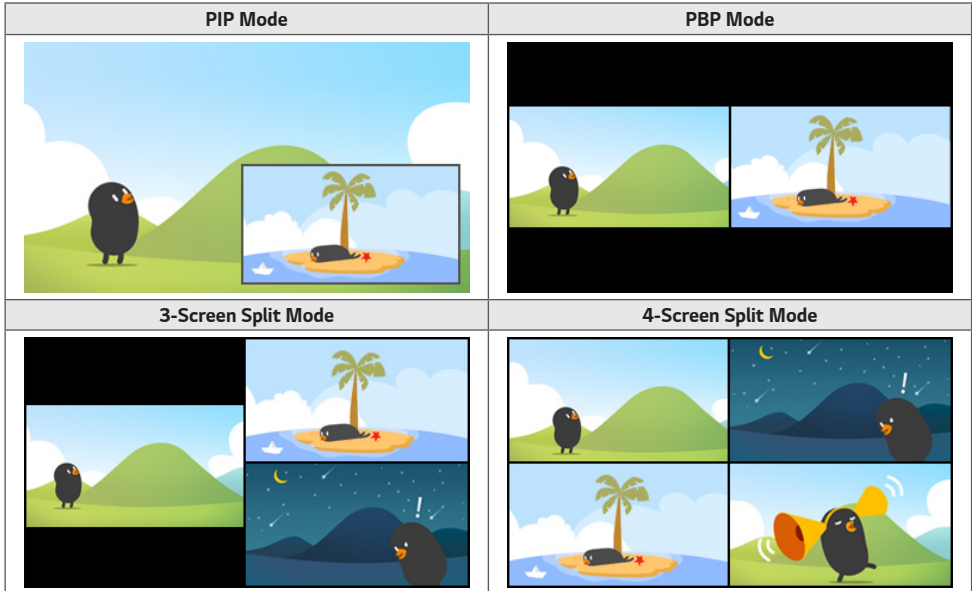 PIP Mode
PBP Mode
3-Screen Split Mode
4-Screen Split Mode